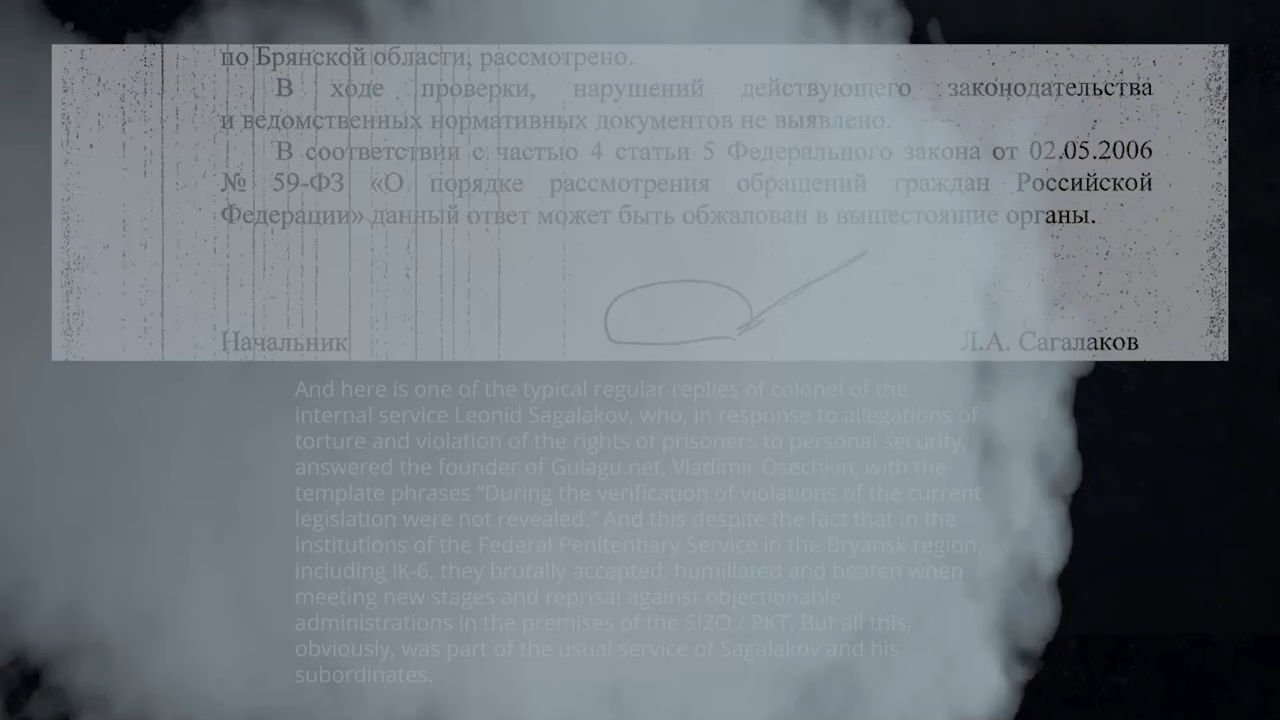 по Брянской области, рассмотрено.
В ходе проверки, нарушений действующего законодательства
и ведомственных нормативных документов не выявлено.
В соответствии с частью 4 статьи 5 Федерального закона от 02.05.2006
№ 59-ФЗ «О порядке рассмотрения обращений граждан Российской
Федерации» данный ответ может быть обжалован в вышестоящие органы.
Начальник Л.А. Сагалаков
And here is one of the typical regular replies of colonel of the
internal service Leonid Sagalakov, who, in response to allegations of
torture and violation of the rights of prisoners to personal security,
answered the founder of Gulagu.net, Vladimir Osechkin, with the
template phrases "During the verification of violations of the current
legislation were not revealed." And this despite the fact that in the
institutions of the Federal Penitentiary Service in the Bryansk region,
including IK-6, they brutally accepted, humiliated and beaten when
meeting new stages and reprisal against objectionable
administrations in the premises of the SIZO / PKT. But all this,
obviously, was part of the usual service of Sagalakov and his
subordinates.